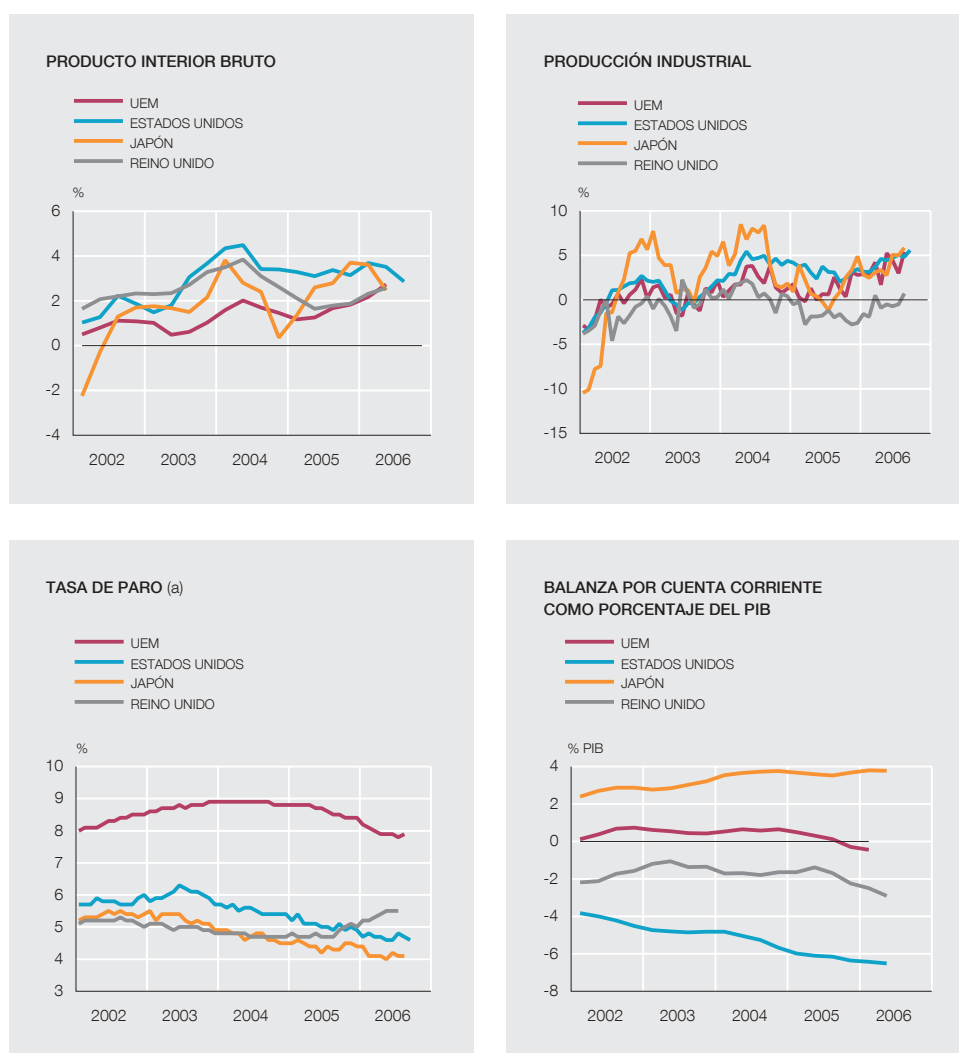 PRODUCTO INTERIOR BRUTO
UEM
ESTADOS UNIDOS
JAPÓN
REINO UNIDO
%
6
4
2
0
-2
-4
2002 2003 2004 2005 2006
PRODUCCIÓN INDUSTRIAL
UEM
ESTADOS UNIDOS
JAPÓN
REINO UNIDO
%
10
5
0
-5
-10
-15
2002 2003 2004 2005 2006
TASA DE PARO (a)
UEM
ESTADOS UNIDOS
JAPÓN
REINO UNIDO
%
10
9
8
7
6
5
4
3
2002 2003 2004 2005 2006
BALANZA POR CUENTA CORRIENTE
COMO PORCENTAJE DEL PIB
UEM
ESTADOS UNIDOS
JAPÓN
REINO UNIDO
% PIB
4
2
0
-2
-4
-6
-8
2002 2003 2004 2005 2006